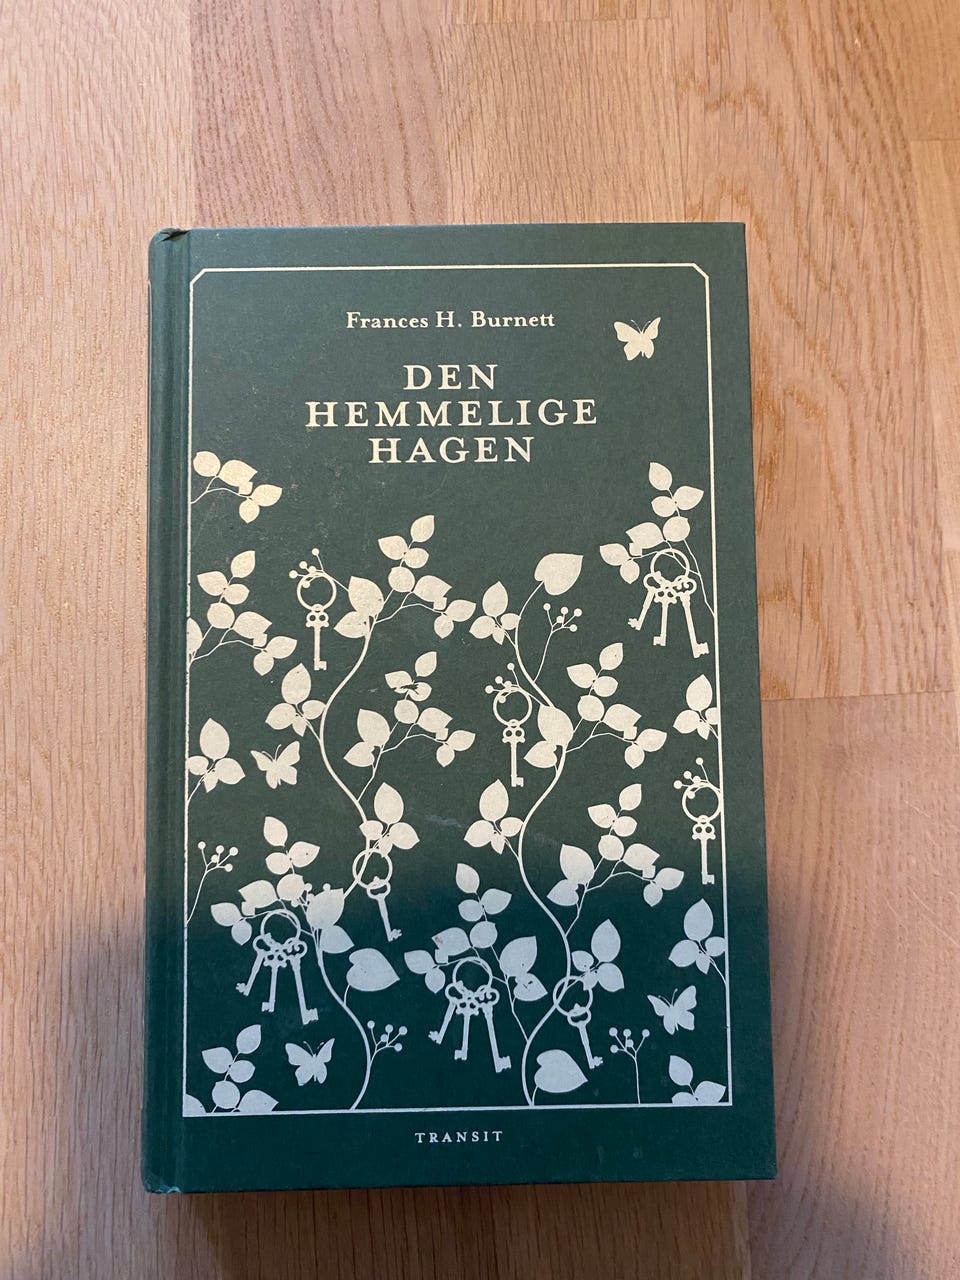 Frances H. Burnett
DEN
HEMMELIGE
HAGEN
TRANSIT